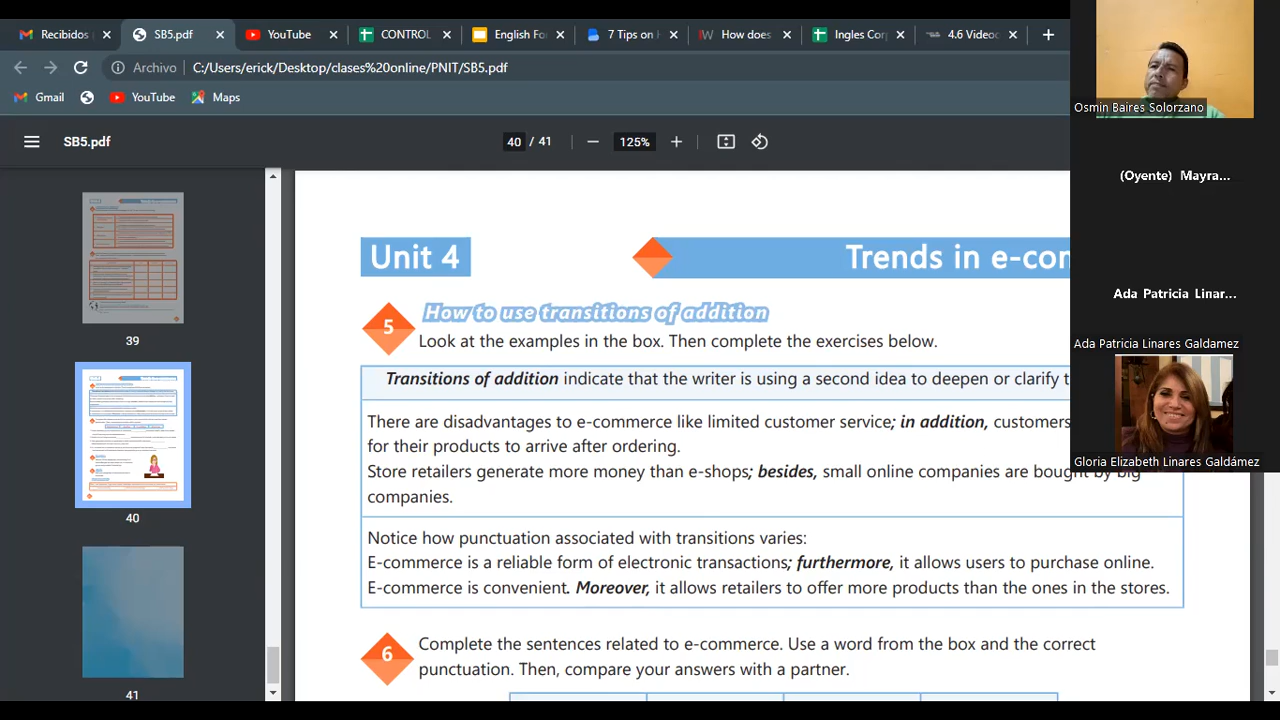 Recibidos
SB5.pdf
YouTube
CONTROL
English Fo
7 Tips on
How does
Ingles Cor
4.6 Video
Archivo
C:/Users/erick/Desktop/clases%20online/PNIT/SB5.pdf
Gmail
YouTube
Maps
SB5.pdf
40 / 41
125%
39
40
41
Unit 4
Trends in e-com
5
How to use transitions of addition
Look at the examples in the box. Then complete the exercises below.
Transitions of addition indicate that the writer is using a second idea to deepen or clarify t
There are disadvantages to e-commerce like limited customer service; in addition, customers
for their products to arrive after ordering.
Store retailers generate more money than e-shops; besides, small online companies are bought by big
companies.
Notice how punctuation associated with transitions varies:
E-commerce is a reliable form of electronic transactions; furthermore, it allows users to purchase online.
E-commerce is convenient. Moreover, it allows retailers to offer more products than the ones in the stores.
6
Complete the sentences related to e-commerce. Use a word from the box and the correct
punctuation. Then, compare your answers with a partner.
Osmin Baires Solorzano
(Oyente) Mayra...
Ada Patricia Linar...
Ada Patricia Linares Galdamez
Gloria Elizabeth Linares Galdámez